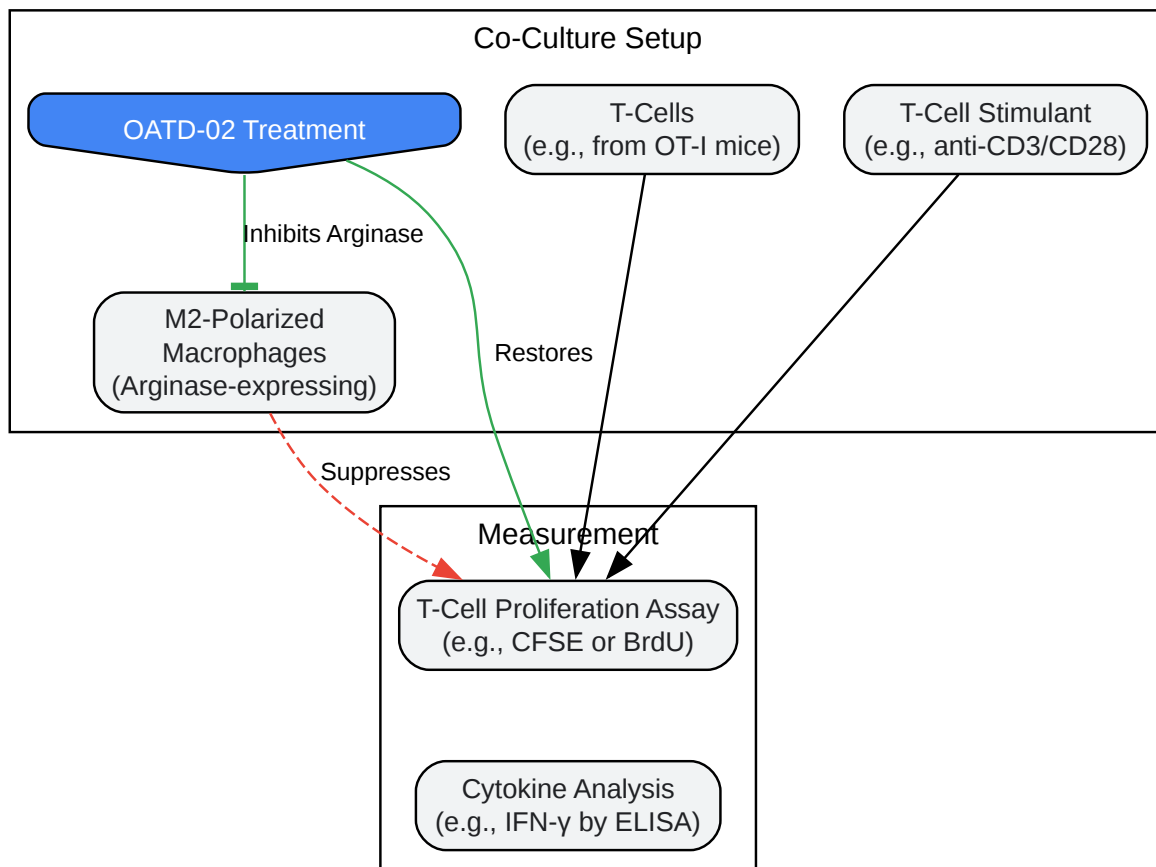 Co-Culture Setup
OATD-02 Treatment
T-Cells
(e.g., from OT-I mice)
T-Cell Stimulant
(e.g., anti-CD3/CD28)
Inhibits Arginase
M2-Polarized
Macrophages
(Arginase-expressing)
Restores
Suppresses
Measurement
T-Cell Proliferation Assay
(e.g., CFSE or BrdU)
Cytokine Analysis
(e.g., IFN-γ by ELISA)